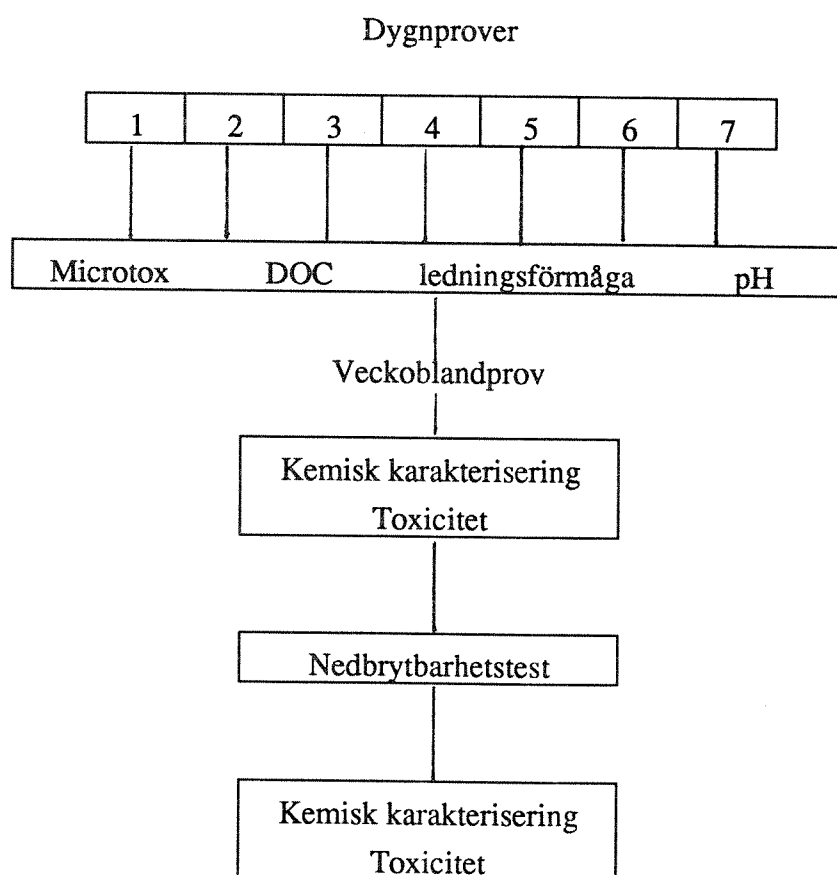 Dygnprover
1 2 3 4 5 6 7
Microtox DOC ledningsförmåga pH
Veckoblandprov
Kemisk karakterisering
Toxicitet
Nedbrytbarhetstest
Kemisk karakterisering
Toxicitet